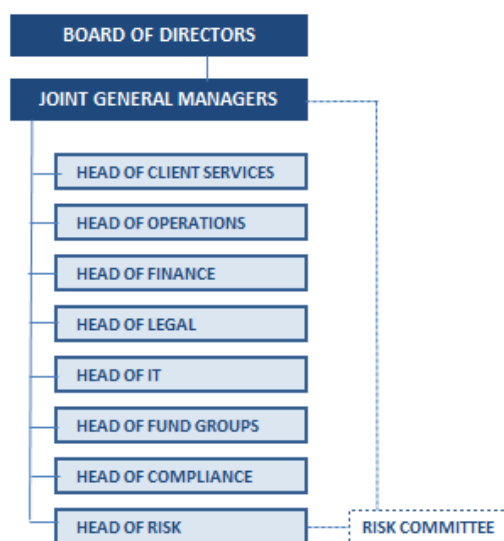 BOARD OF DIRECTORS
JOINT GENERAL MANAGERS
HEAD OF CLIENT SERVICES
HEAD OF OPERATIONS
HEAD OF FINANCE
HEAD OF LEGAL
HEAD OF IT
HEAD OF FUND GROUPS
HEAD OF COMPLIANCE
HEAD OF RISK
RISK COMMITTEE